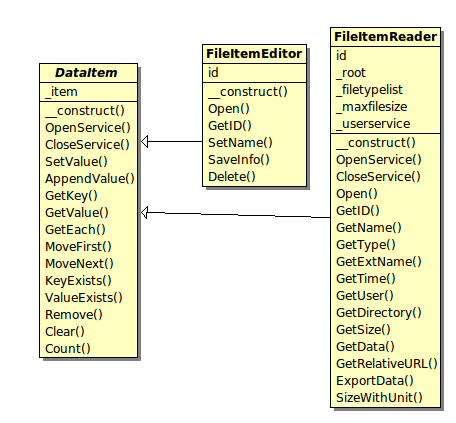 DataItem
_item
__construct()
OpenService()
CloseService()
SetValue()
AppendValue()
GetKey()
GetValue()
GetEach()
MoveFirst()
MoveNext()
KeyExists()
ValueExists()
Remove()
Clear()
Count()
FileItemEditor
id
__construct()
Open()
GetID()
SetName()
SaveInfo()
Delete()
FileItemReader
id
_root
_filetypelist
_maxfilesize
_userservice
__construct()
OpenService()
CloseService()
Open()
GetID()
GetName()
GetType()
GetExtName()
GetTime()
GetUser()
GetDirectory()
GetSize()
GetData()
GetRelativeURL()
ExportData()
SizeWithUnit()